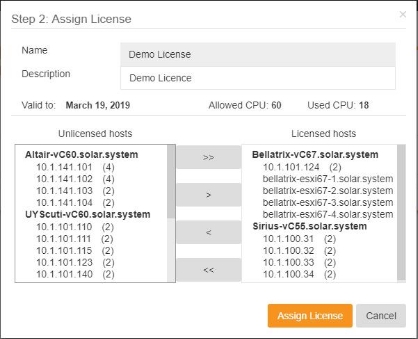 Step 2: Assign License
×
Name Demo License
Description Demo Licence
Valid to: March 19, 2019 Allowed CPU: 60 Used CPU: 18
Unlicensed hosts
Altair-vC60.solar.system
10.1.141.101 (4)
10.1.141.102 (4)
10.1.141.103 (2)
10.1.141.104 (2)
UYScuti-vC60.solar.system
10.1.101.110 (2)
10.1.101.111 (2)
10.1.101.115 (2)
10.1.101.123 (2)
10.1.101.140 (2)
>>
>
<
<<
Licensed hosts
Bellatrix-vC67.solar.system
10.1.101.124 (2)
bellatrix-esxi67-1.solar.system
bellatrix-esxi67-2.solar.system
bellatrix-esxi67-3.solar.system
bellatrix-esxi67-4.solar.system
Sirius-vC55.solar.system
10.1.100.31 (2)
10.1.100.32 (2)
10.1.100.33 (2)
10.1.100.34 (2)
Assign License Cancel